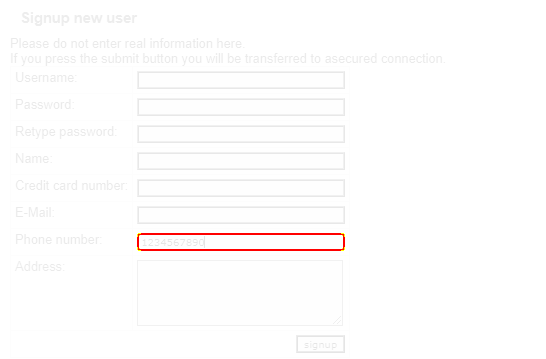 Signup new user
Please do not enter real information here.
If you press the submit button you will be transferred to asecured connection.
Username:
Password:
Retype password:
Name:
Credit card number:
E-Mail:
Phone number: 1234567890
Address:
signup